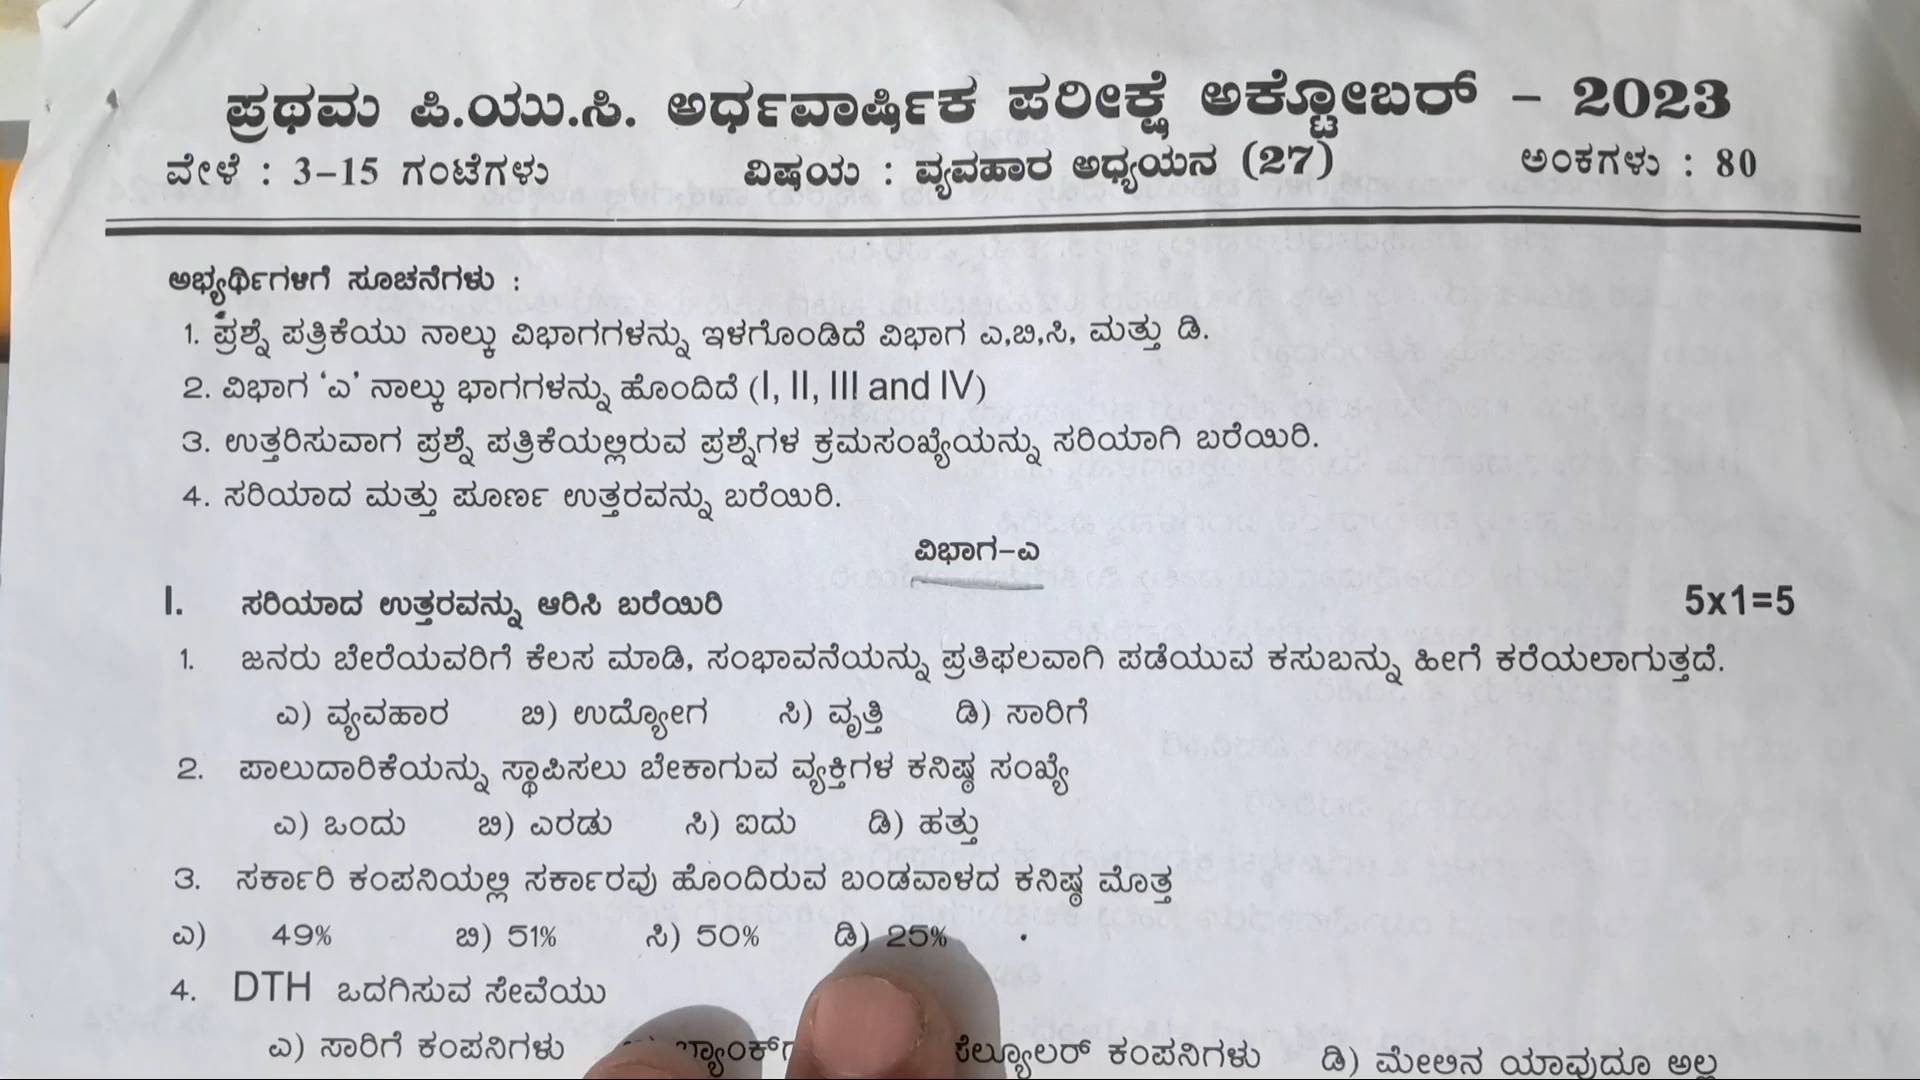 ಪ್ರಥಮ ಪಿ.ಯು.ಸಿ. ಅರ್ಧವಾರ್ಷಿಕ ಪರೀಕ್ಷೆ ಅಕ್ಟೋಬರ್ - 2023
ವೇಳೆ : 3-15 ಗಂಟೆಗಳು ವಿಷಯ : ವ್ಯವಹಾರ ಅಧ್ಯಯನ (27) ಅಂಕಗಳು : 80
ಅಭ್ಯರ್ಥಿಗಳಿಗೆ ಸೂಚನೆಗಳು :
1. ಪ್ರಶ್ನೆ ಪತ್ರಿಕೆಯು ನಾಲ್ಕು ವಿಭಾಗಗಳನ್ನು ಇಳಗೊಂಡಿದೆ ವಿಭಾಗ ಎ,ಬಿ,ಸಿ, ಮತ್ತು ಡಿ.
2. ವಿಭಾಗ ‘ಎ’ ನಾಲ್ಕು ಭಾಗಗಳನ್ನು ಹೊಂದಿದೆ (I, II, III and IV)
3. ಉತ್ತರಿಸುವಾಗ ಪ್ರಶ್ನೆ ಪತ್ರಿಕೆಯಲ್ಲಿರುವ ಪ್ರಶ್ನೆಗಳ ಕ್ರಮಸಂಖ್ಯೆಯನ್ನು ಸರಿಯಾಗಿ ಬರೆಯಿರಿ.
4. ಸರಿಯಾದ ಮತ್ತು ಪೂರ್ಣ ಉತ್ತರವನ್ನು ಬರೆಯಿರಿ.
ವಿಭಾಗ-ಎ
I. ಸರಿಯಾದ ಉತ್ತರವನ್ನು ಆರಿಸಿ ಬರೆಯಿರಿ 5x1=5
1. ಜನರು ಬೇರೆಯವರಿಗೆ ಕೆಲಸ ಮಾಡಿ, ಸಂಭಾವನೆಯನ್ನು ಪ್ರತಿಫಲವಾಗಿ ಪಡೆಯುವ ಕಸುಬನ್ನು ಹೀಗೆ ಕರೆಯಲಾಗುತ್ತದೆ.
ಎ) ವ್ಯವಹಾರ ಬಿ) ಉದ್ಯೋಗ ಸಿ) ವೃತ್ತಿ ಡಿ) ಸಾರಿಗೆ
2. ಪಾಲುದಾರಿಕೆಯನ್ನು ಸ್ಥಾಪಿಸಲು ಬೇಕಾಗುವ ವ್ಯಕ್ತಿಗಳ ಕನಿಷ್ಠ ಸಂಖ್ಯೆ
ಎ) ಒಂದು ಬಿ) ಎರಡು ಸಿ) ಐದು ಡಿ) ಹತ್ತು
3. ಸರ್ಕಾರಿ ಕಂಪನಿಯಲ್ಲಿ ಸರ್ಕಾರವು ಹೊಂದಿರುವ ಬಂಡವಾಳದ ಕನಿಷ್ಠ ಮೊತ್ತ
ಎ) 49% ಬಿ) 51% ಸಿ) 50% ಡಿ) 25%
4. DTH ಒದಗಿಸುವ ಸೇವೆಯು
ಎ) ಸಾರಿಗೆ ಕಂಪನಿಗಳು ಕಂಪನಿಗಳು ಡಿ) ಮೇಲಿನ ಯಾವುದೂ ಅಲ್ಲ